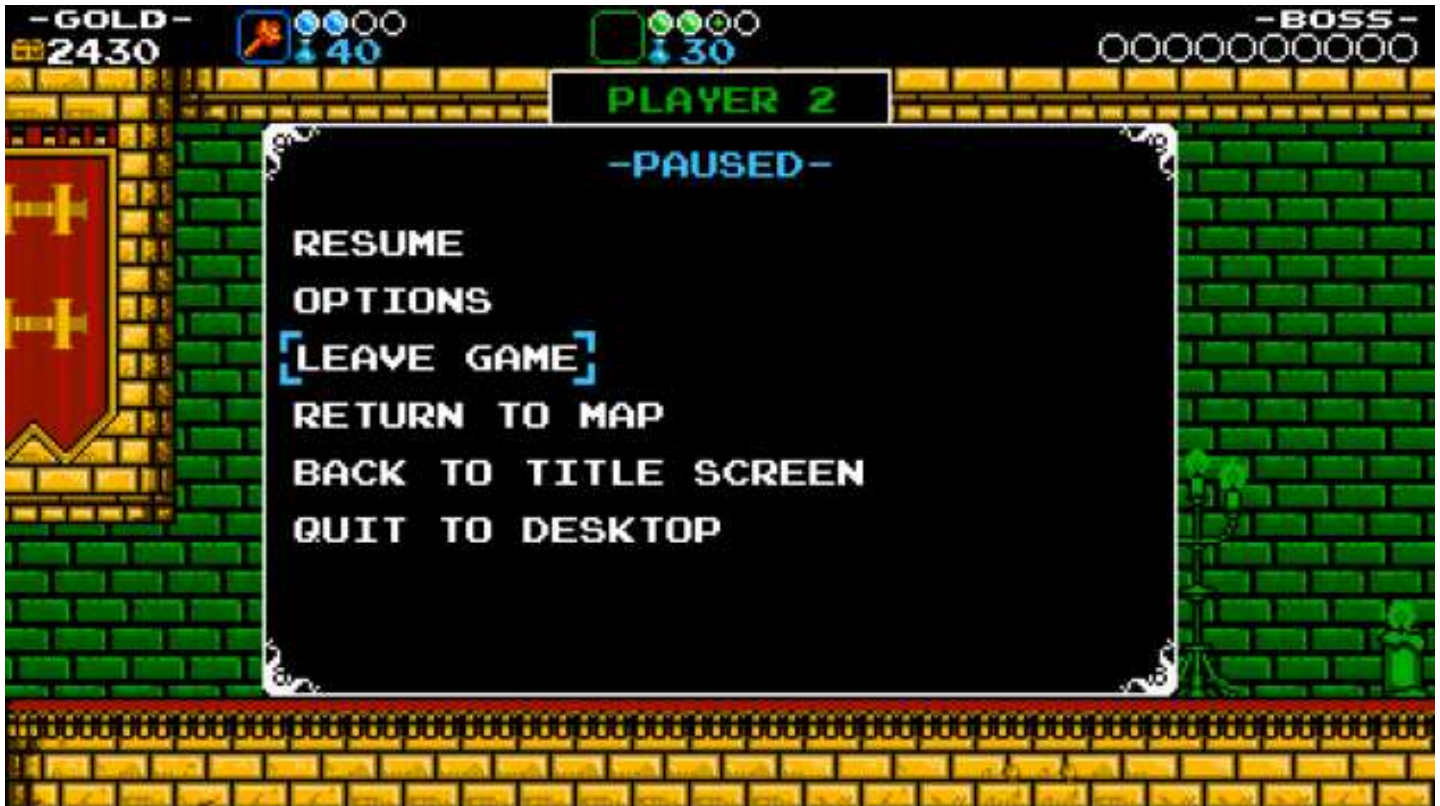 -GOLD-
2430
40
30
-BOSS-
PLAYER 2
-PAUSED-
RESUME
OPTIONS
LEAVE GAME
RETURN TO MAP
BACK TO TITLE SCREEN
QUIT TO DESKTOP